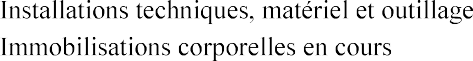 Installations techniques, matériel et outillage
Immobilisations corporelles en cours